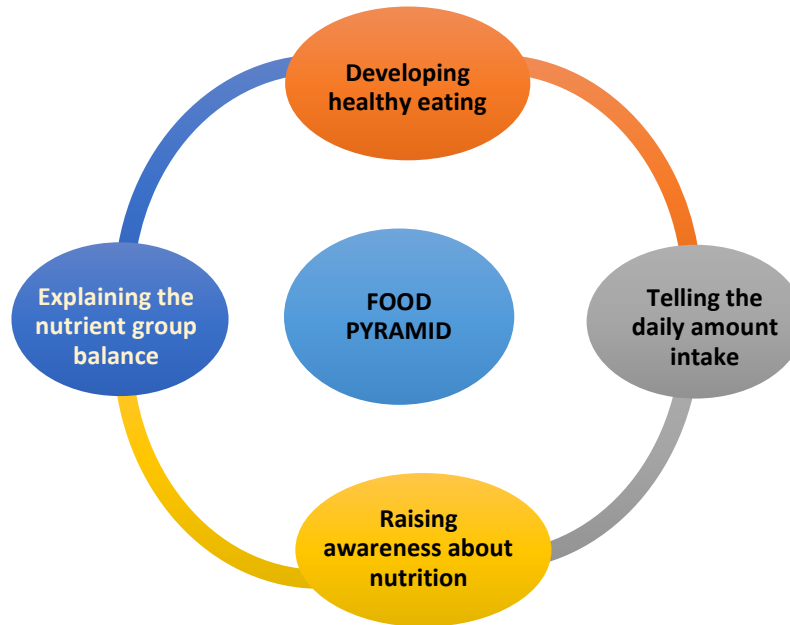 Developing
healthy eating
Explaining the
nutrient group
balance
FOOD
PYRAMID
Telling the
daily amount
intake
Raising
awareness about
nutrition